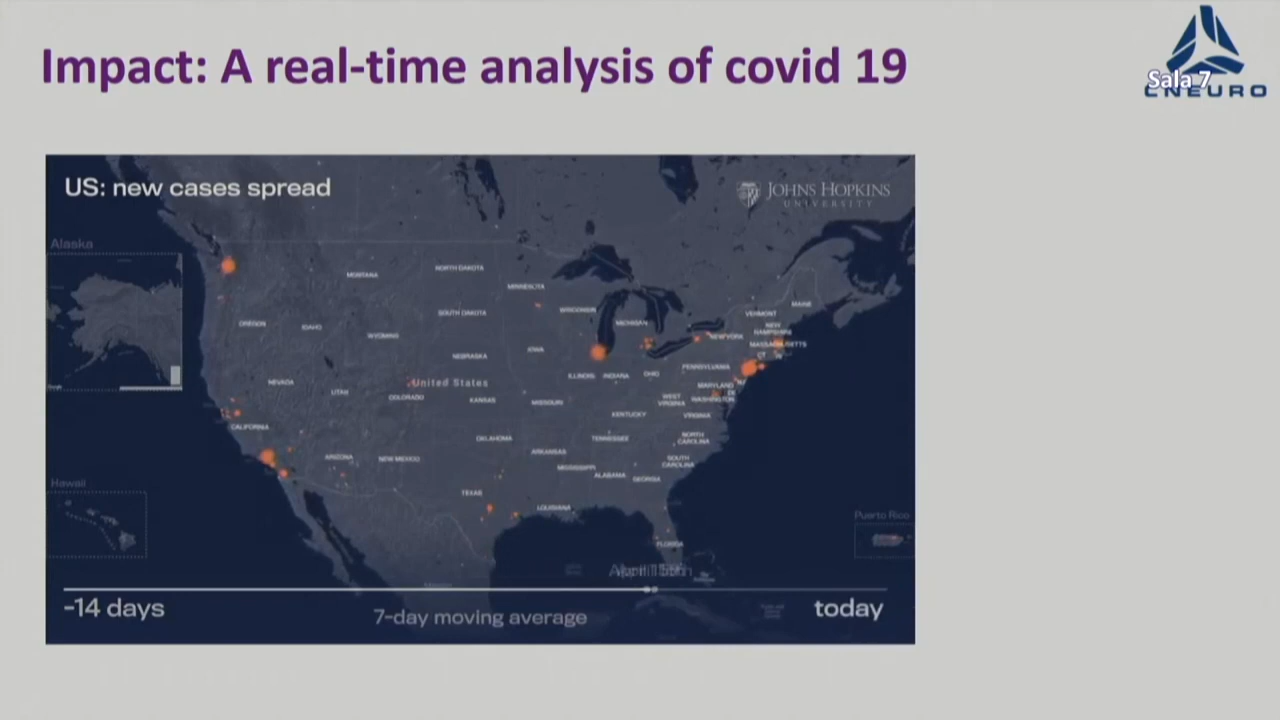 Impact: A real-time analysis of covid 19
Sala 7
CNEURO
US: new cases spread
JOHNS HOPKINS
UNIVERSITY
Alaska
MONTANA
NORTH DAKOTA
MINNESOTA
MAINE
OREGON
IDAHO
SOUTH DAKOTA
WISCONSIN
MICHIGAN
VERMONT
NEW
HAMPSHIRE
WYOMING
NEW YORK
MASSACHUSETTS
NEBRASKA
IOWA
CT
NEVADA
UTAH
United States
COLORADO
KANSAS
ILLINOIS
INDIANA
OHIO
PENNSYLVANIA
MARYLAND
WASHINGTON
WEST
VIRGINIA
MISSOURI
KENTUCKY
VIRGINIA
CALIFORNIA
OKLAHOMA
TENNESSEE
NORTH
CAROLINA
ARIZONA
NEW MEXICO
ARKANSAS
SOUTH
CAROLINA
MISSISSIPPI
ALABAMA
GEORGIA
Hawaii
TEXAS
LOUISIANA
Puerto Rico
FLORIDA
-14 days
7-day moving average
today